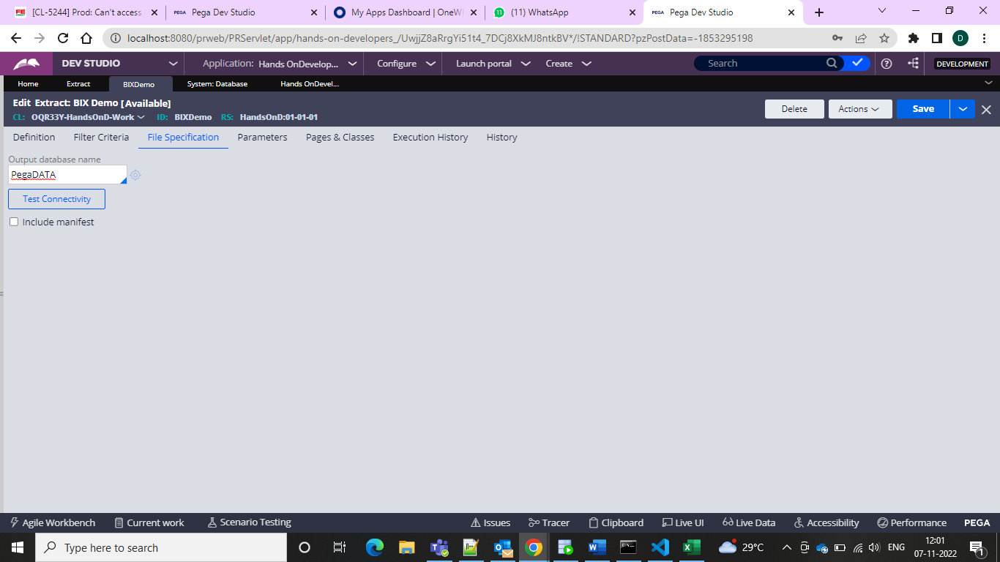 [CL-5244] Prod: Can't access
PEGA Pega Dev Studio
My Apps Dashboard | OneW
11 (11) WhatsApp
PEGA Pega Dev Studio
localhost:8080/prweb/PRServlet/app/hands-on-developers_/UwjjZ8aRrgYi51t4_7DCj8XkMJ8ntkBV*/!STANDARD?pzPostData=-1853295198
D
DEV STUDIO
Application: Hands OnDevelop...
Configure
Launch portal
Create
Search
DEVELOPMENT
Home
Extract
BIXDemo
System: Database
Hands OnDevel...
Edit Extract: BIX Demo [Available]
CL: OQR33Y-HandsOnD-Work ID: BIXDemo RS: HandsOnD:01-01-01
Delete
Actions
Save
Definition
Filter Criteria
File Specification
Parameters
Pages & Classes
Execution History
History
Output database name
PegaDATA
Test Connectivity
Include manifest
Agile Workbench
Current work
Scenario Testing
Issues
Tracer
Clipboard
Live UI
Live Data
Accessibility
Performance
PEGA
Type here to search
29°C
ENG
12:01
07-11-2022
1